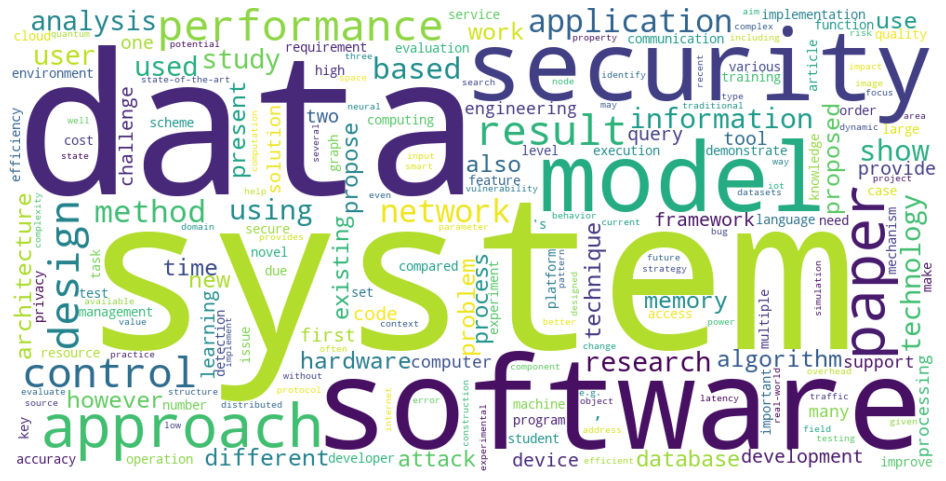 data
system
software
security
model
approach
paper
performance
control
design
network
result
application
method
information
research
using
based
study
analysis
user
used
present
propose
existing
time
new
hardware
however
different
attack
database
device
development
algorithm
memory
technique
process
problem
code
architecture
technology
processing
provide
show
use
work
also
two
one
challenge
solution
engineering
tool
query
framework
language
proposed
support
many
computer
learning
first
set
platform
feature
computing
scheme
environment
cloud
quantum
potential
property
service
requirement
high
evaluation
communication
implementation
function
including
complex
aim
risk
quality
article
training
various
recent
search
node
identify
may
traditional
type
image
impact
focus
area
order
dynamic
large
case
project
knowledge
mechanism
need
make
iot
datasets
way
demonstrate
execution
level
vulnerability
behavior
current
's
bug
future
strategy
pattern
designed
better
access
power
change
multiple
simulation
overhead
traffic
latency
important
real-world
field
testing
given
improve
efficient
address
object
e.g.
,
machine
program
student
error
component
construction
experimental
internal
protocol
developer
without
often
distributed
number
operation
low
accuracy
key
source
evaluate
practice
structure
resource
value
available
management
test
task
privacy
complexity
domain
secure
novel
provides
due
issue
detection
implement
context
compared
parameter
experiment
even
input
smart
graph
neural
several
three
space
state-of-the-art
computation
help
efficiency
well
cost
state